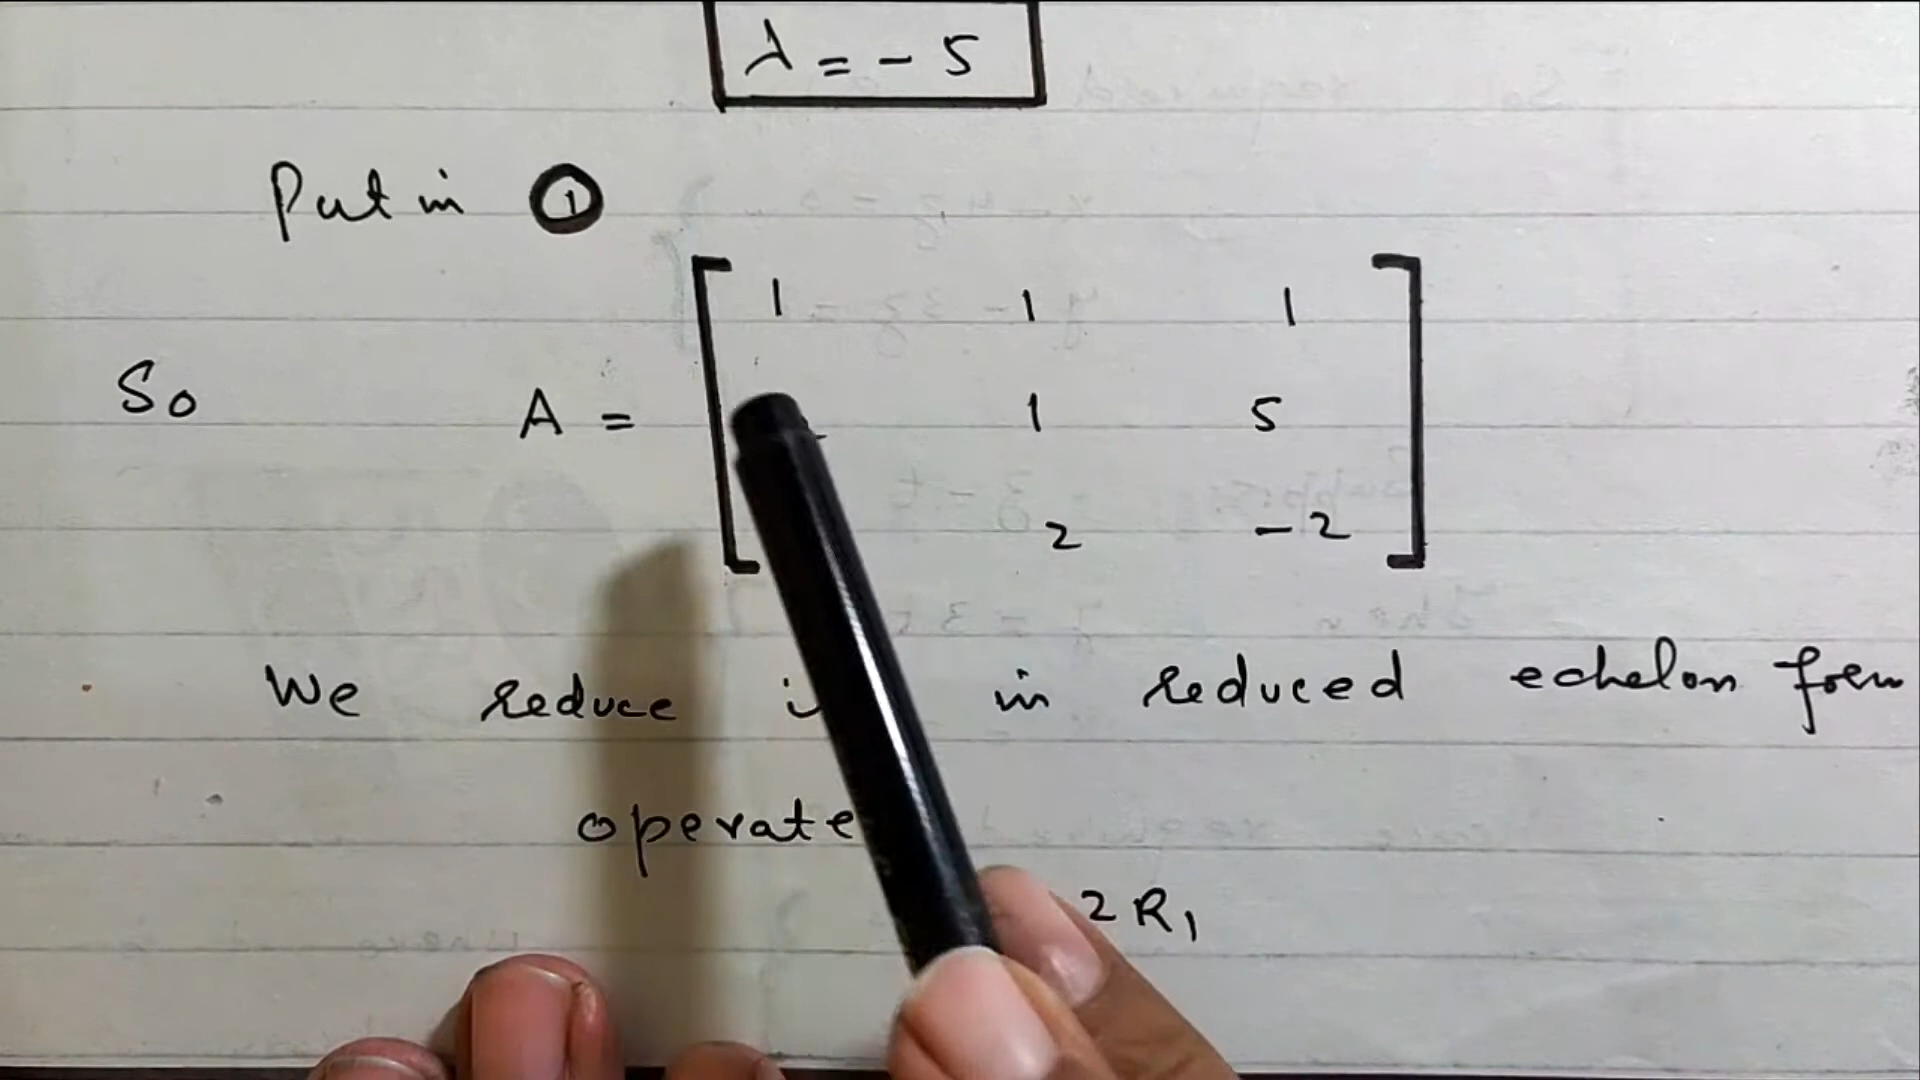 λ = - 5
Put in ①
1 1 1
So A = 1 5
2 - 2
We reduce in reduced echelon form
operate
2R₁